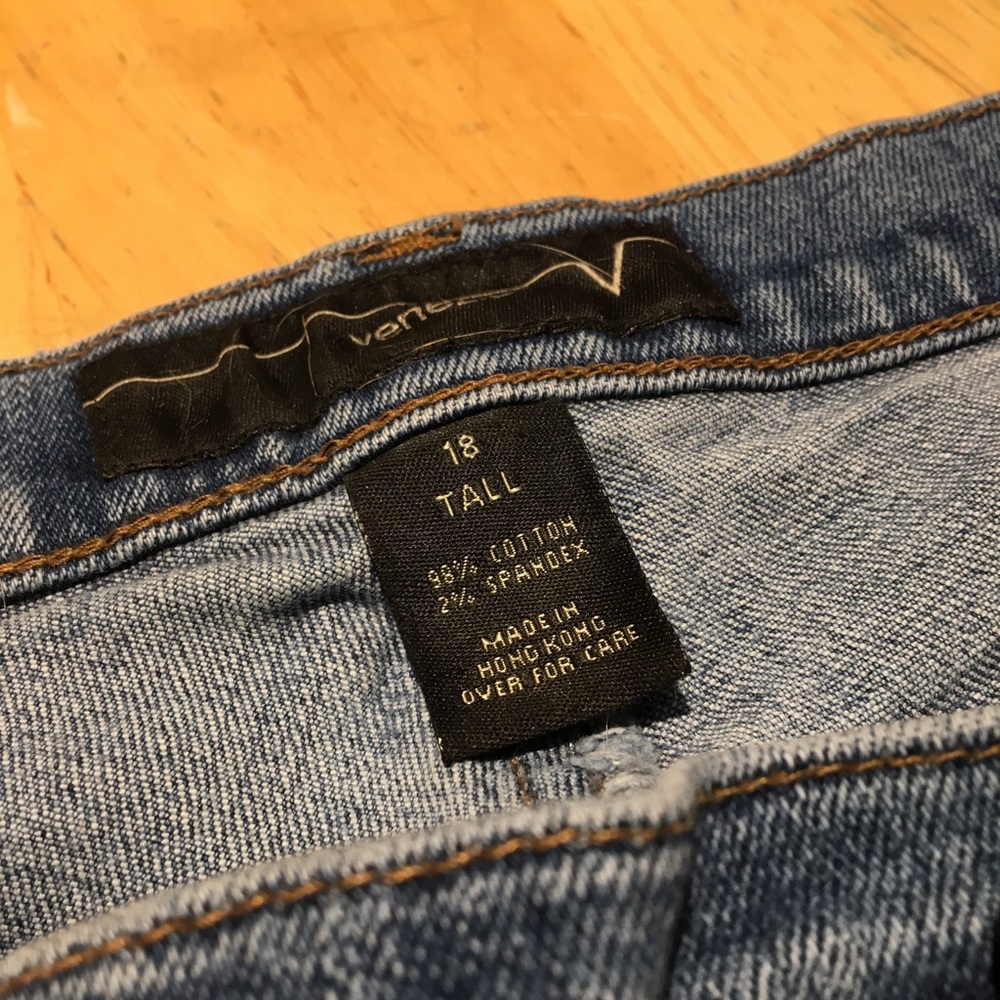 18
TALL
98% COTTON
2% SPANDEX
MADE IN
HONG KONG
OVER FOR CARE